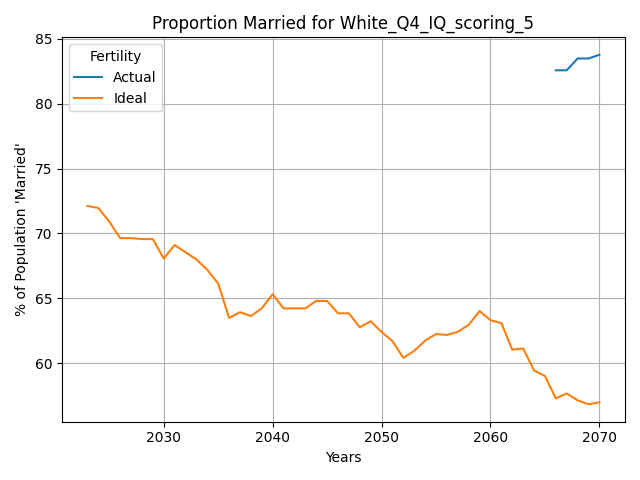 Proportion Married for White_Q4_IQ_scoring_5
85
80
75
70
65
60
% of Population 'Married'
Fertility
Actual
Ideal
2030
2040
2050
2060
2070
Years